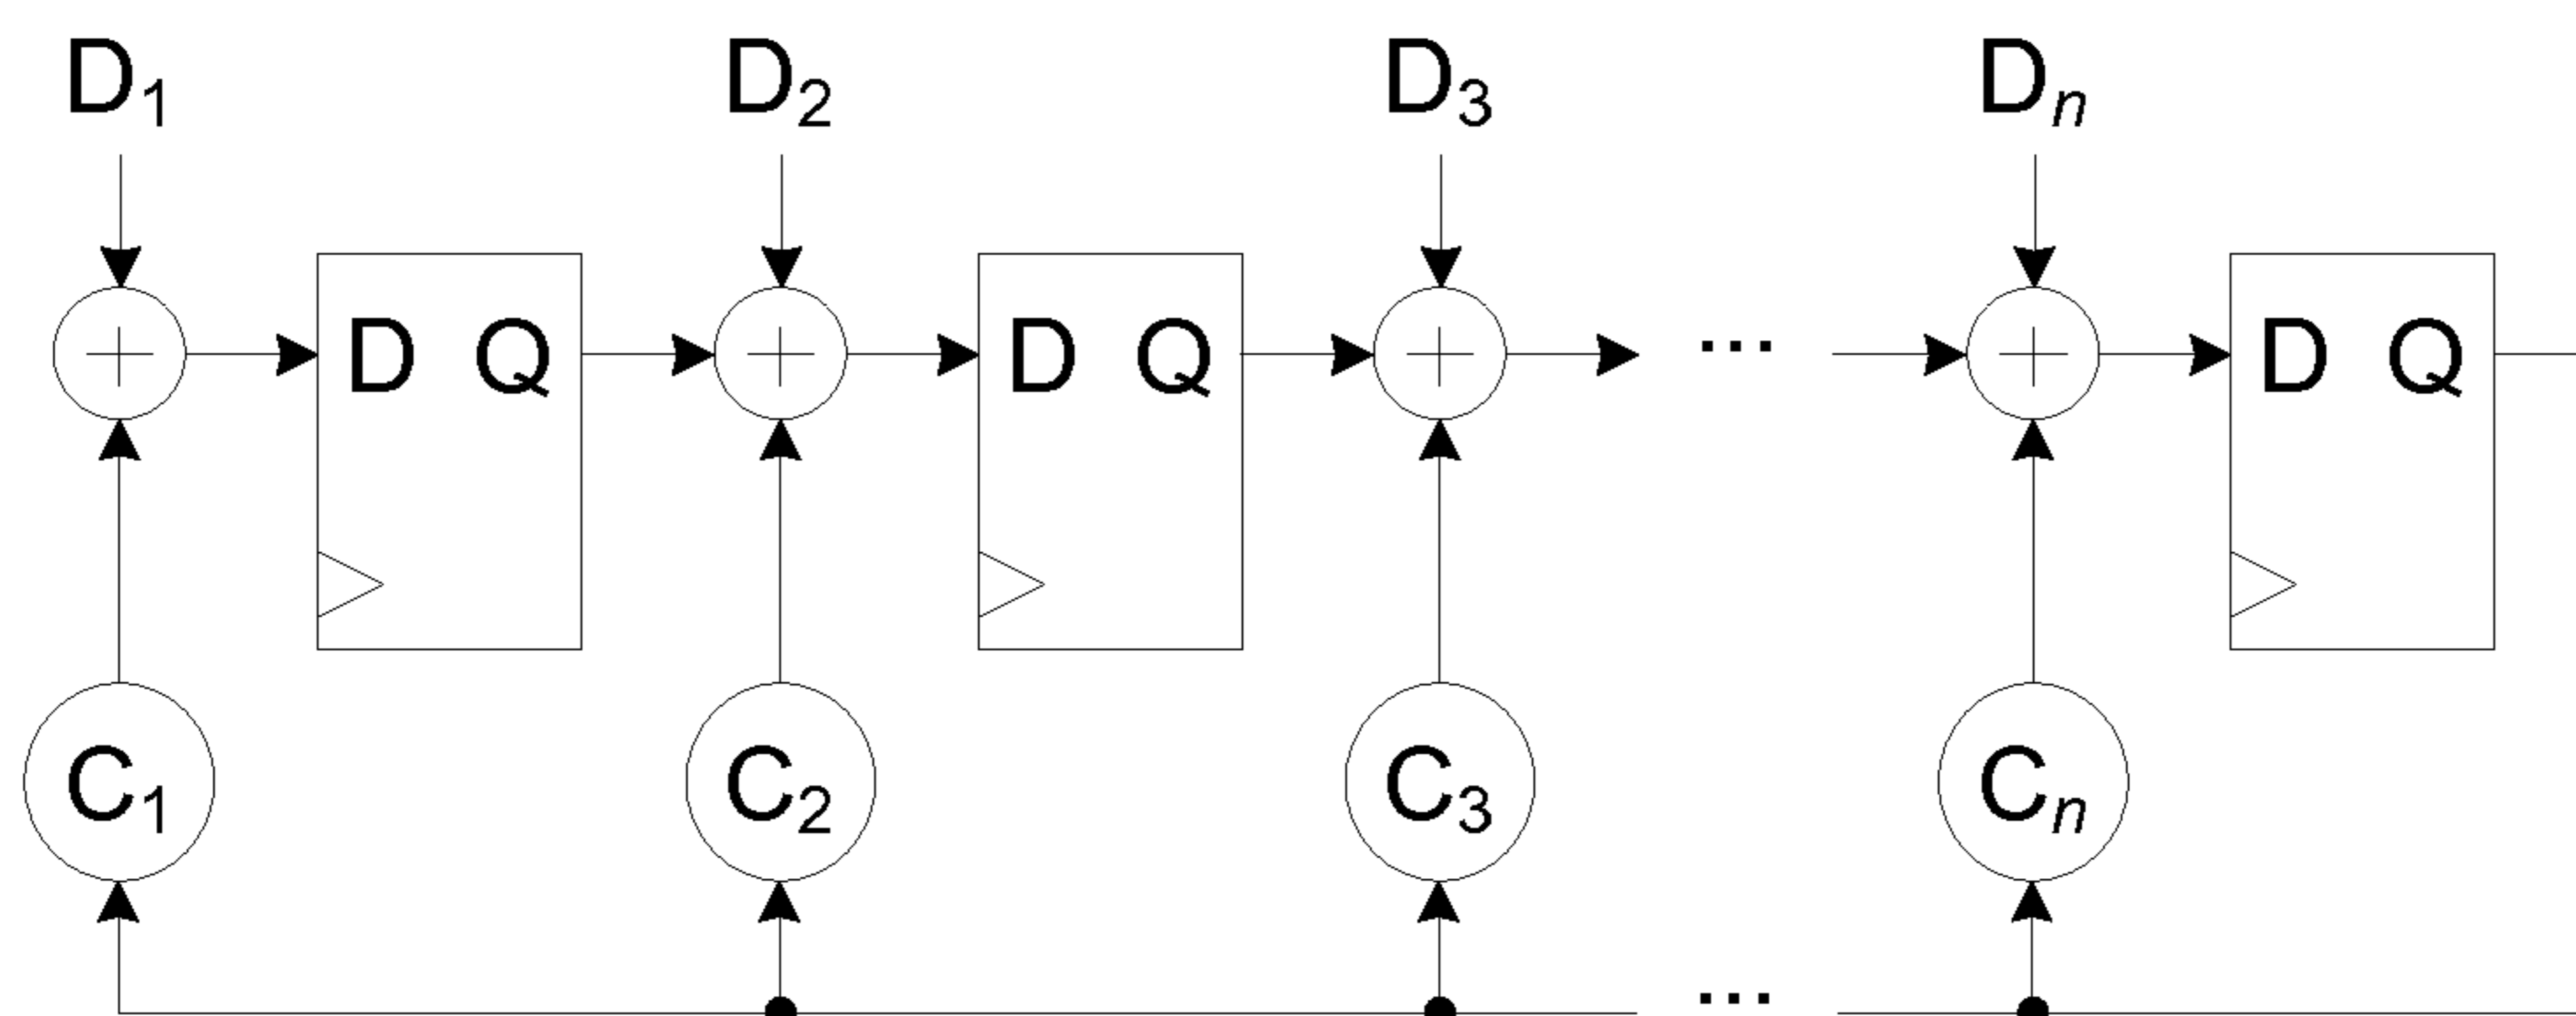 D₁ D₂ D₃ Dₙ
D Q D Q ... D Q
C₁ C₂ C₃ Cₙ
...